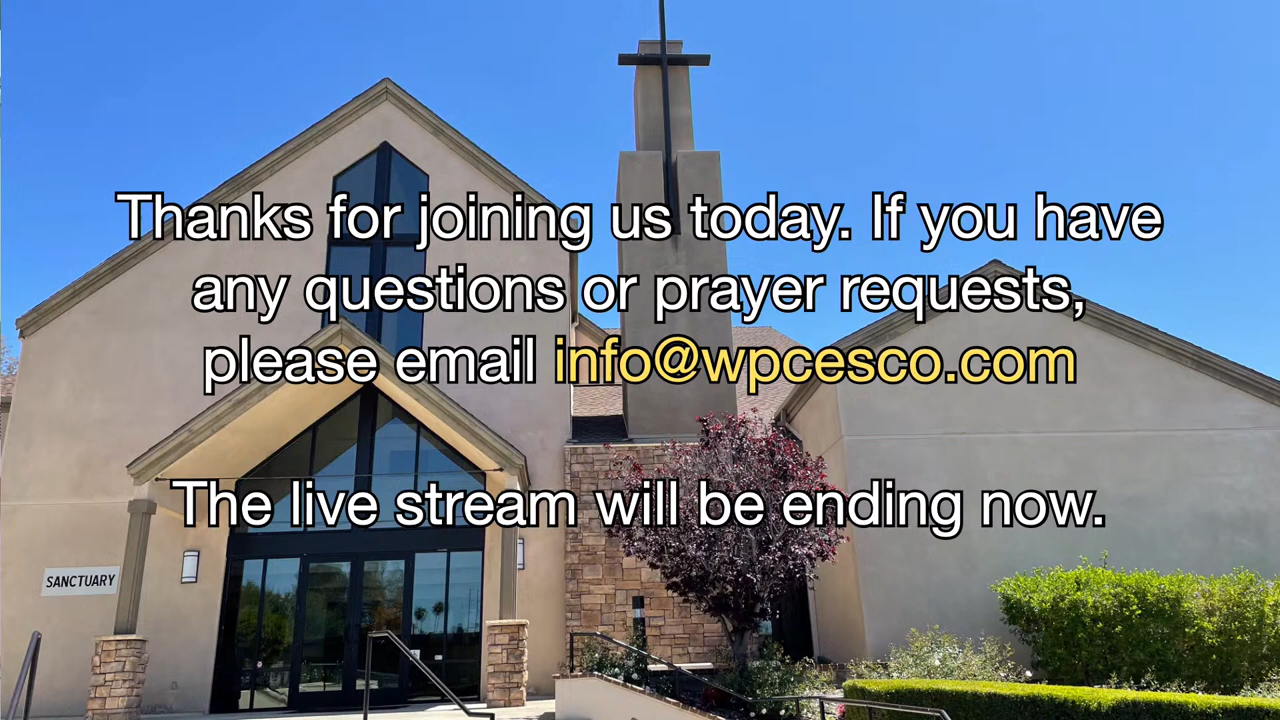 Thanks for joining us today. If you have
any questions or prayer requests,
please email info@wpcesco.com
The live stream will be ending now.
SANCTUARY